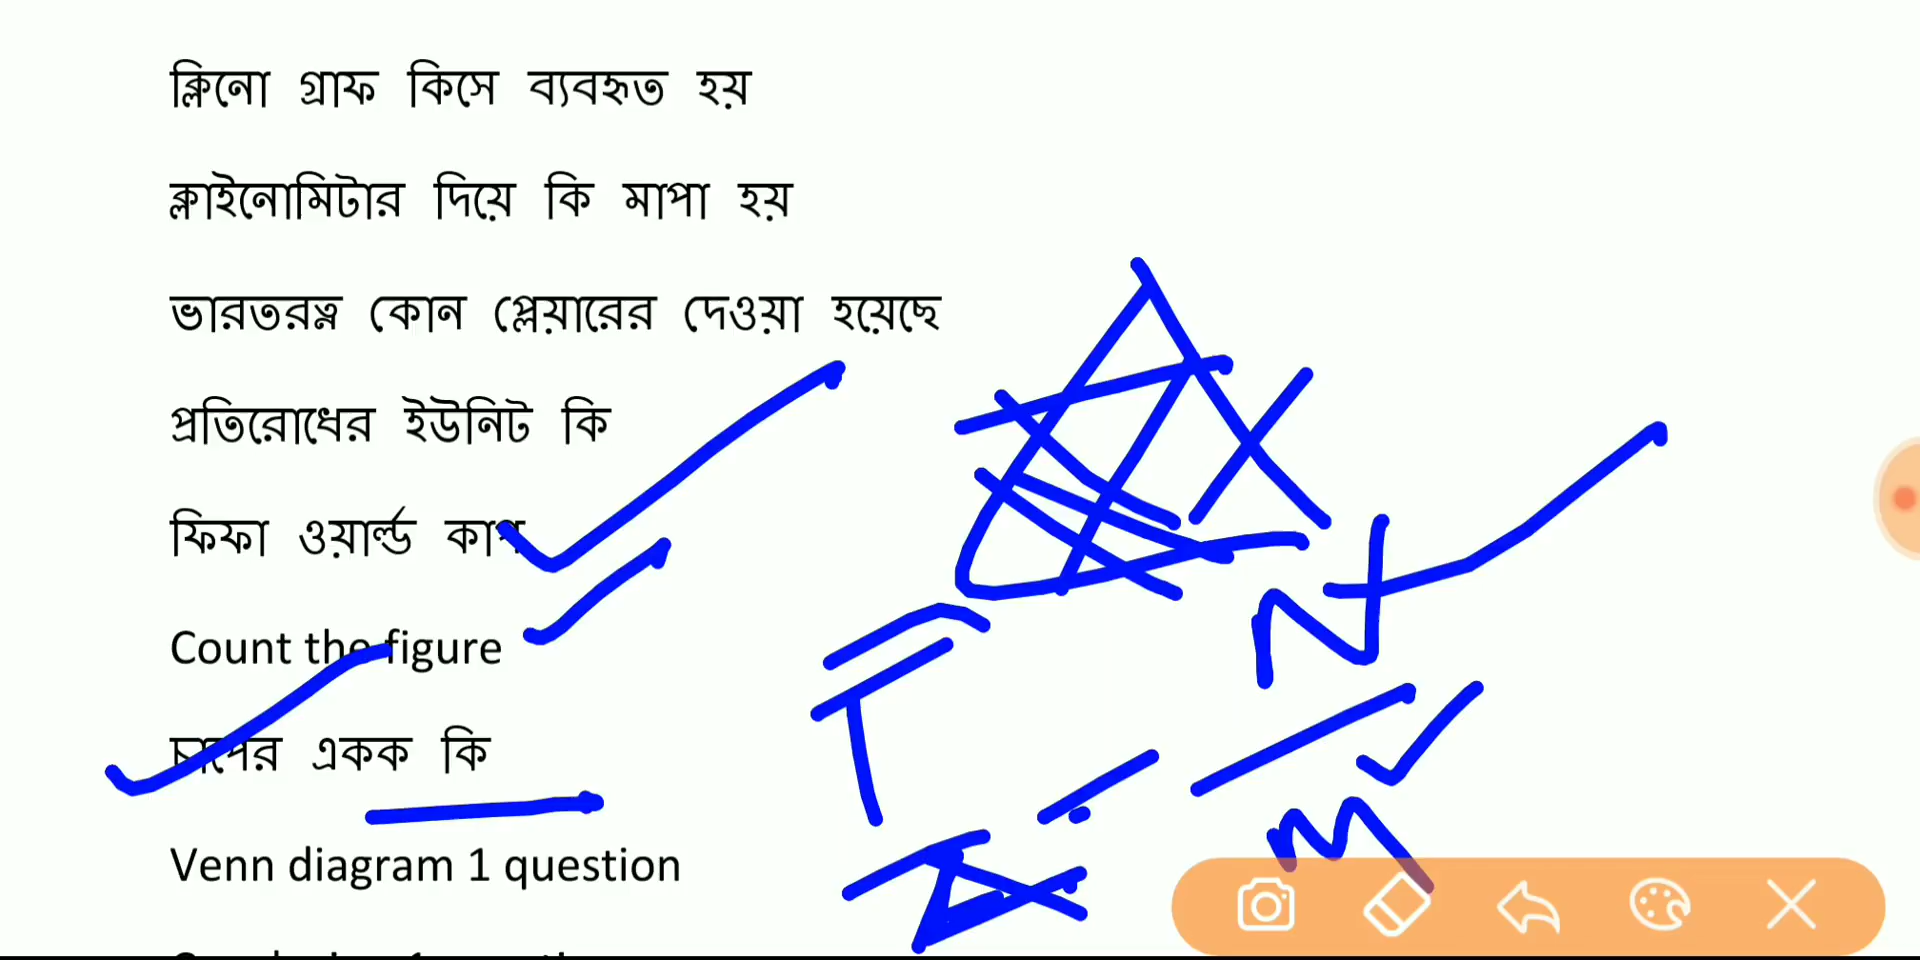 ক্লিনো গ্রাফ কিসে ব্যবহৃত হয়
ক্লাইনোমিটার দিয়ে কি মাপা হয়
ভারতরত্ন কোন প্লেয়ারের দেওয়া হয়েছে
প্রতিরোধের ইউনিট কি
ফিফা ওয়ার্ল্ড কাপ
Count the figure
চাপের একক কি
Venn diagram 1 question